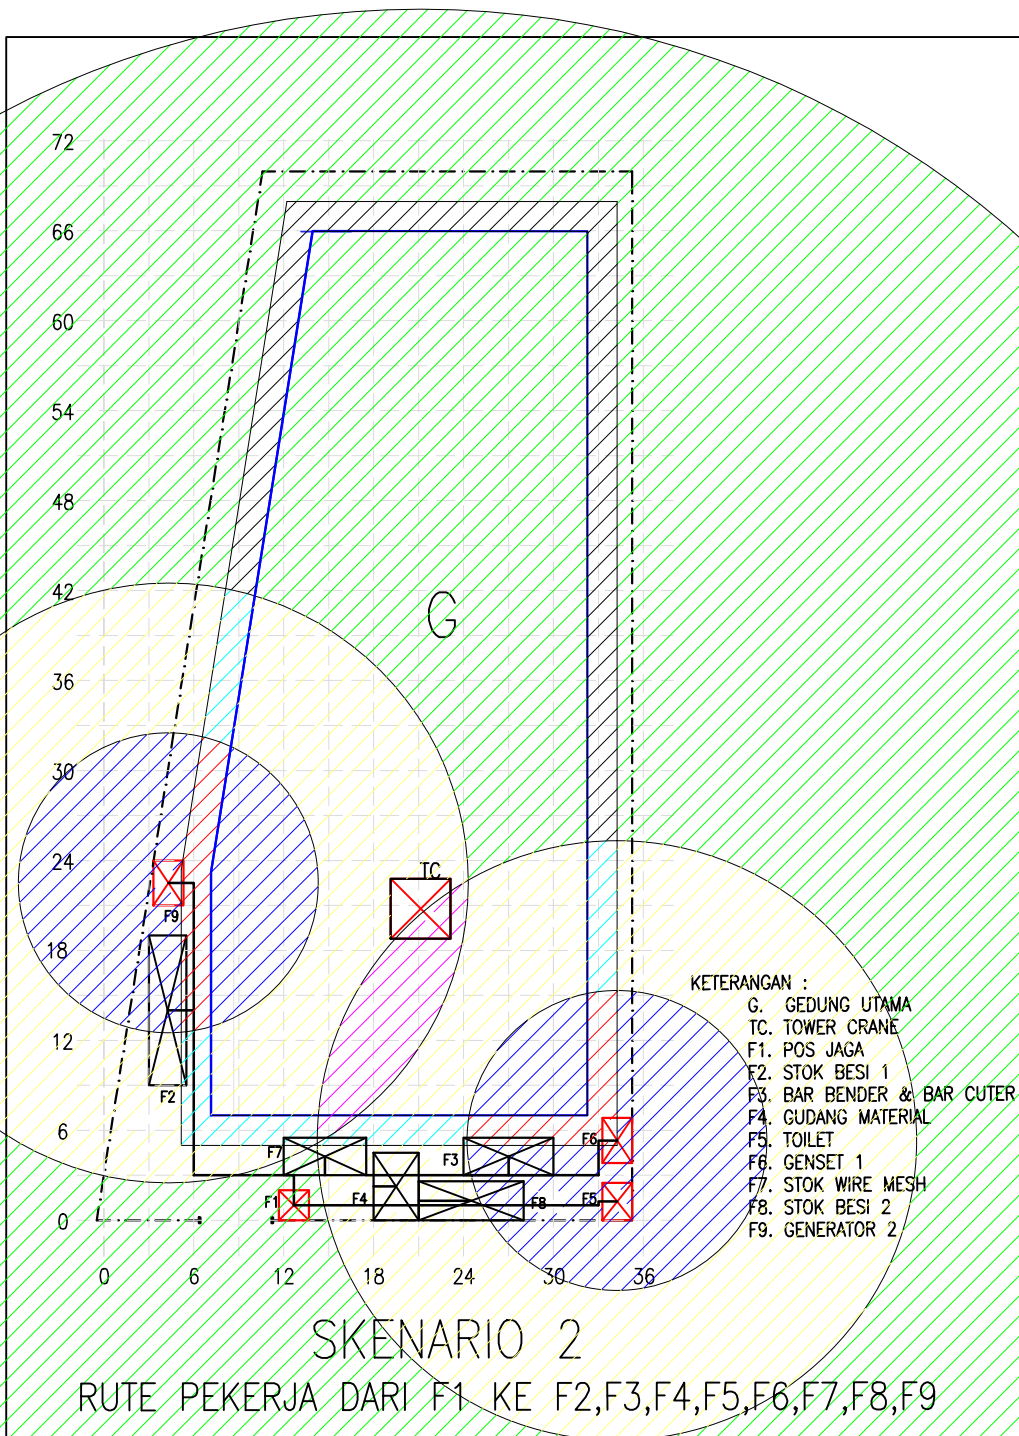 72
66
60
54
48
42
G
36
30
24
TC
F9
18
KETERANGAN :
G. GEDUNG UTAMA
TC. TOWER CRANE
F1. POS JAGA
F2. STOK BESI 1
F3. BAR BENDER & BAR CUTER
F4. GUDANG MATERIAL
F5. TOILET
F6. GENSET 1
F7. STOK WIRE MESH
F8. STOK BESI 2
F9. GENERATOR 2
12
F2
6
F6
F7
F3
F1
F4
F8
F5
0
0 6 12 18 24 30 36
SKENARIO 2
RUTE PEKERJA DARI F1 KE F2,F3,F4,F5,F6,F7,F8,F9